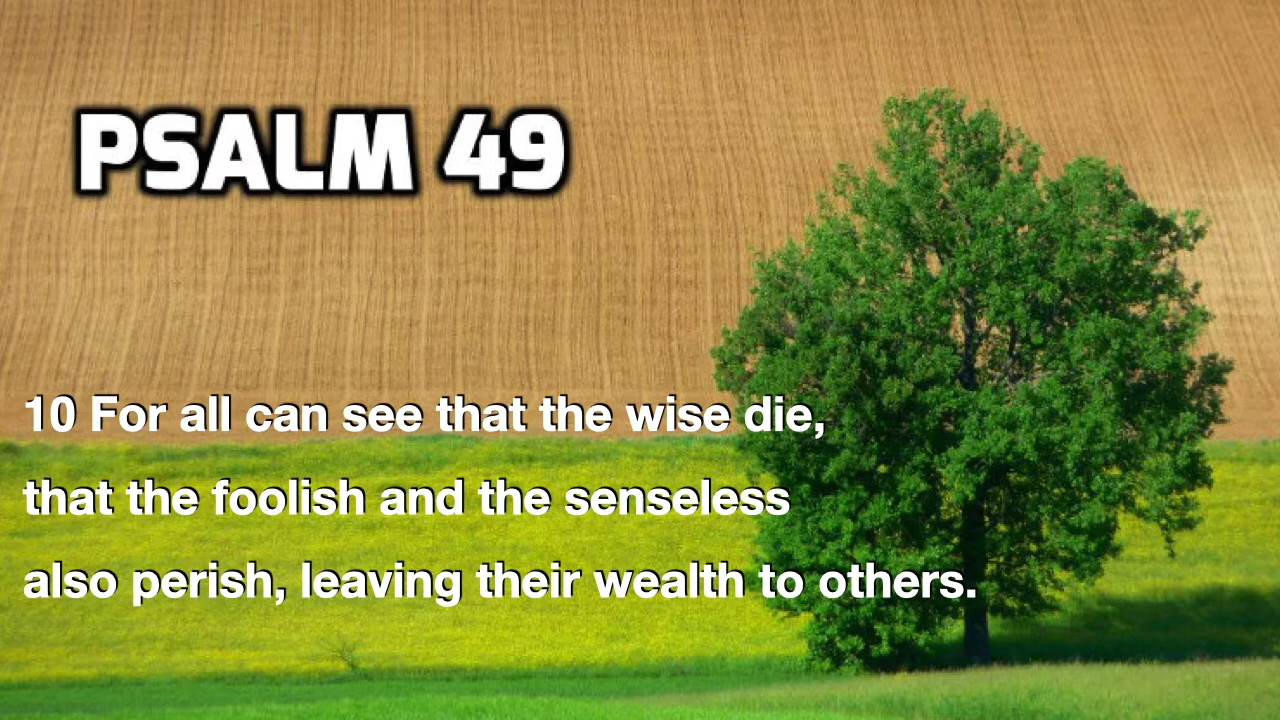 PSALM 49
10 For all can see that the wise die,
that the foolish and the senseless
also perish, leaving their wealth to others.